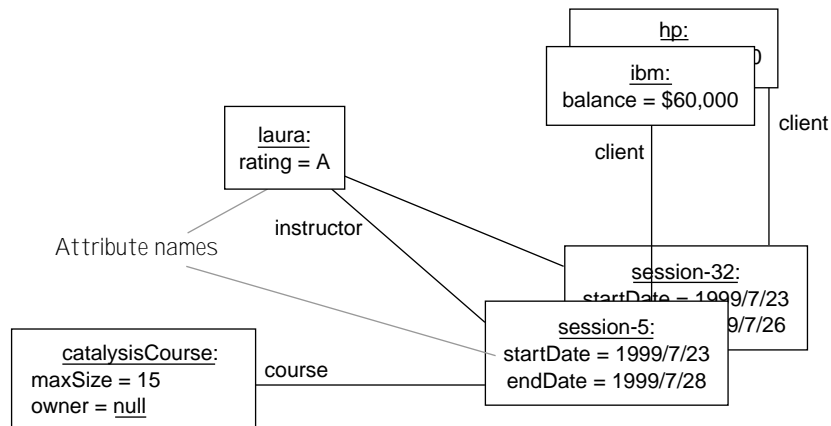 hp:
0
ibm:
balance = $60,000
client
client
laura:
rating = A
instructor
Attribute names
session-32:
startDate = 1999/7/23
9/7/26
session-5:
startDate = 1999/7/23
endDate = 1999/7/28
course
catalysisCourse:
maxSize = 15
owner = null